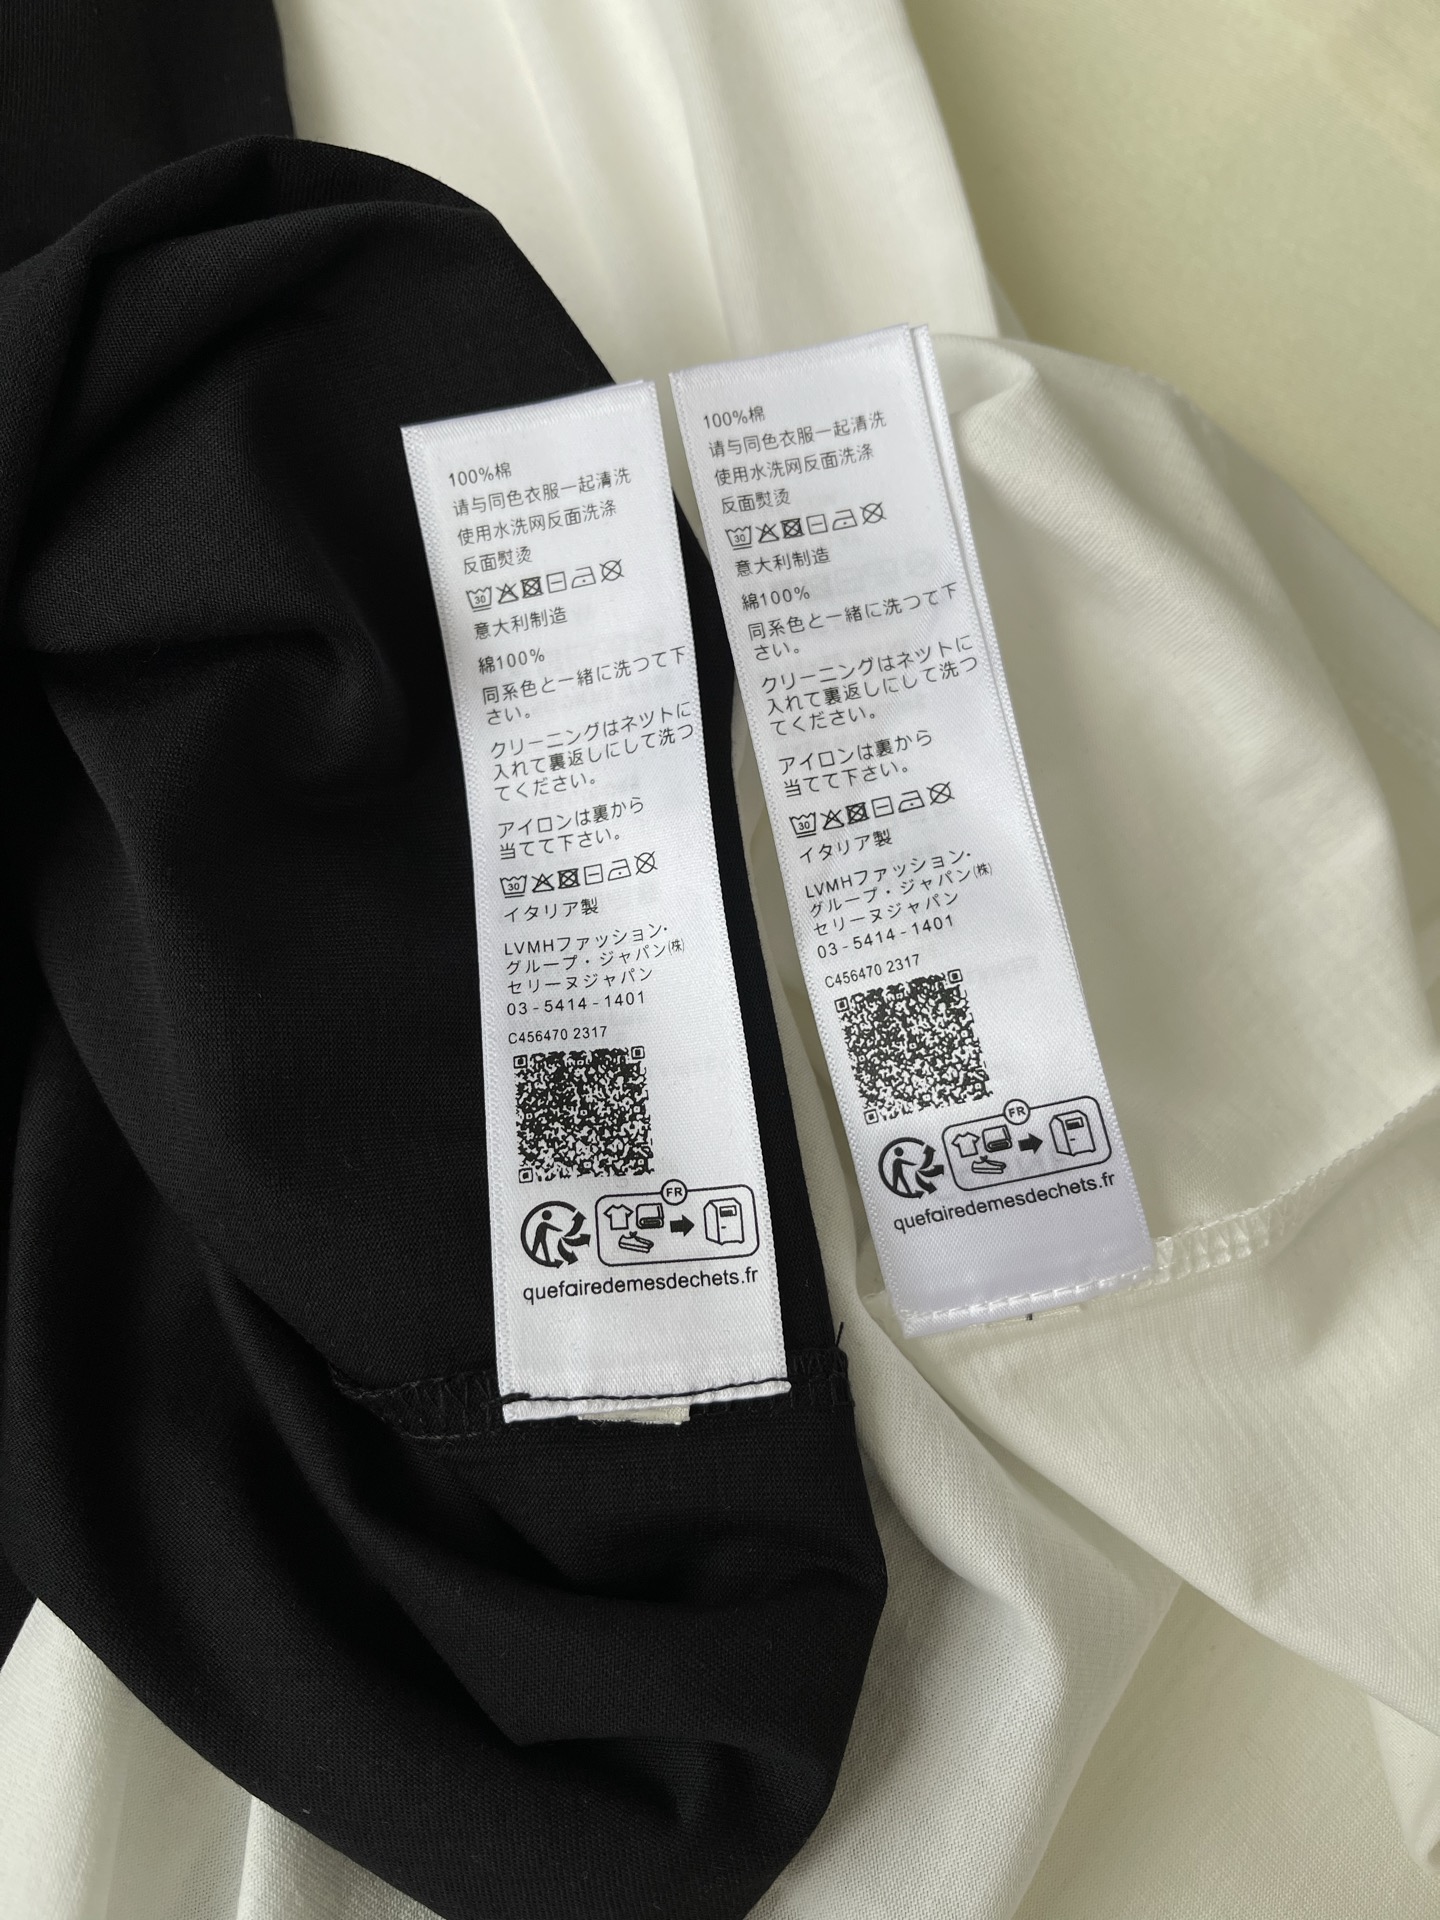 100%棉
请与同色衣服一起清洗
使用水洗网反面洗涤
反面熨烫
30
意大利制造
綿100%
同系色と一緒に洗つて下
さい。
クリーニングはネツトに
入れて裏返しにして洗つ
てください。
アイロンは裏から
当てて下さい。
30
イタリア製
LVMHファッション・
グループ・ジャパン㈱
セリーヌジャパン
03-5414-1401
C456470 2317
FR
quefairedemesdechets.fr
100%棉
请与同色衣服一起清洗
使用水洗网反面洗涤
反面熨烫
30
意大利制造
綿100%
同系色と一緒に洗つて下
さい。
クリーニングはネツトに
入れて裏返しにして洗つ
てください。
アイロンは裏から
当てて下さい。
30
イタリア製
LVMHファッション・
グループ・ジャパン㈱
セリーヌジャパン
03-5414-1401
C456470 2317
FR
quefairedemesdechets.fr